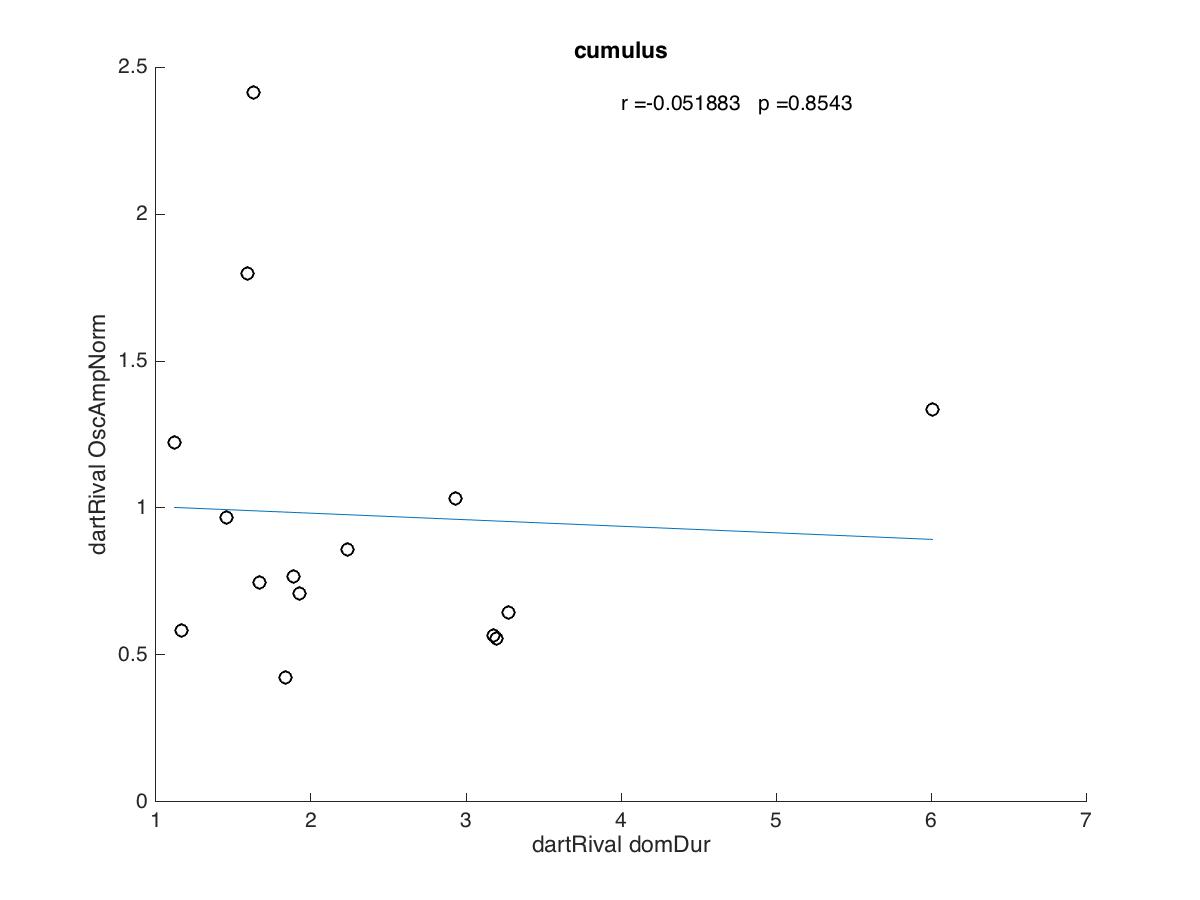 cumulus
r =-0.051883 p =0.8543
2.5
2
1.5
1
0.5
0
dartRival OscAmpNorm
1 2 3 4 5 6 7
dartRival domDur